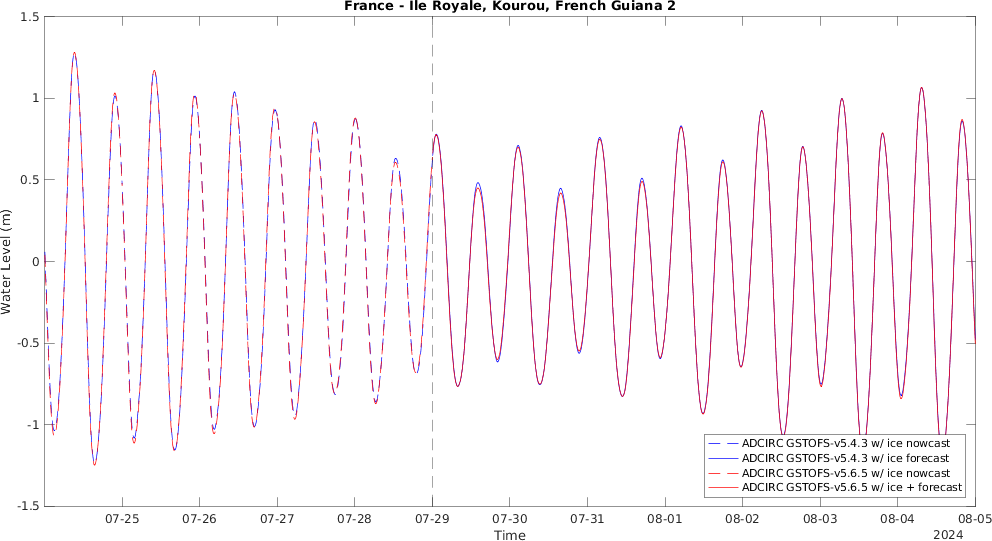 France - Ile Royale, Kourou, French Guiana 2
1.5
1
0.5
0
-0.5
-1
-1.5
Water Level (m)
07-25 07-26 07-27 07-28 07-29 07-30 07-31 08-01 08-02 08-03 08-04 08-05
Time
2024
ADCIRC GSTOFS-v5.4.3 w/ ice nowcast
ADCIRC GSTOFS-v5.4.3 w/ ice forecast
ADCIRC GSTOFS-v5.6.5 w/ ice nowcast
ADCIRC GSTOFS-v5.6.5 w/ ice + forecast